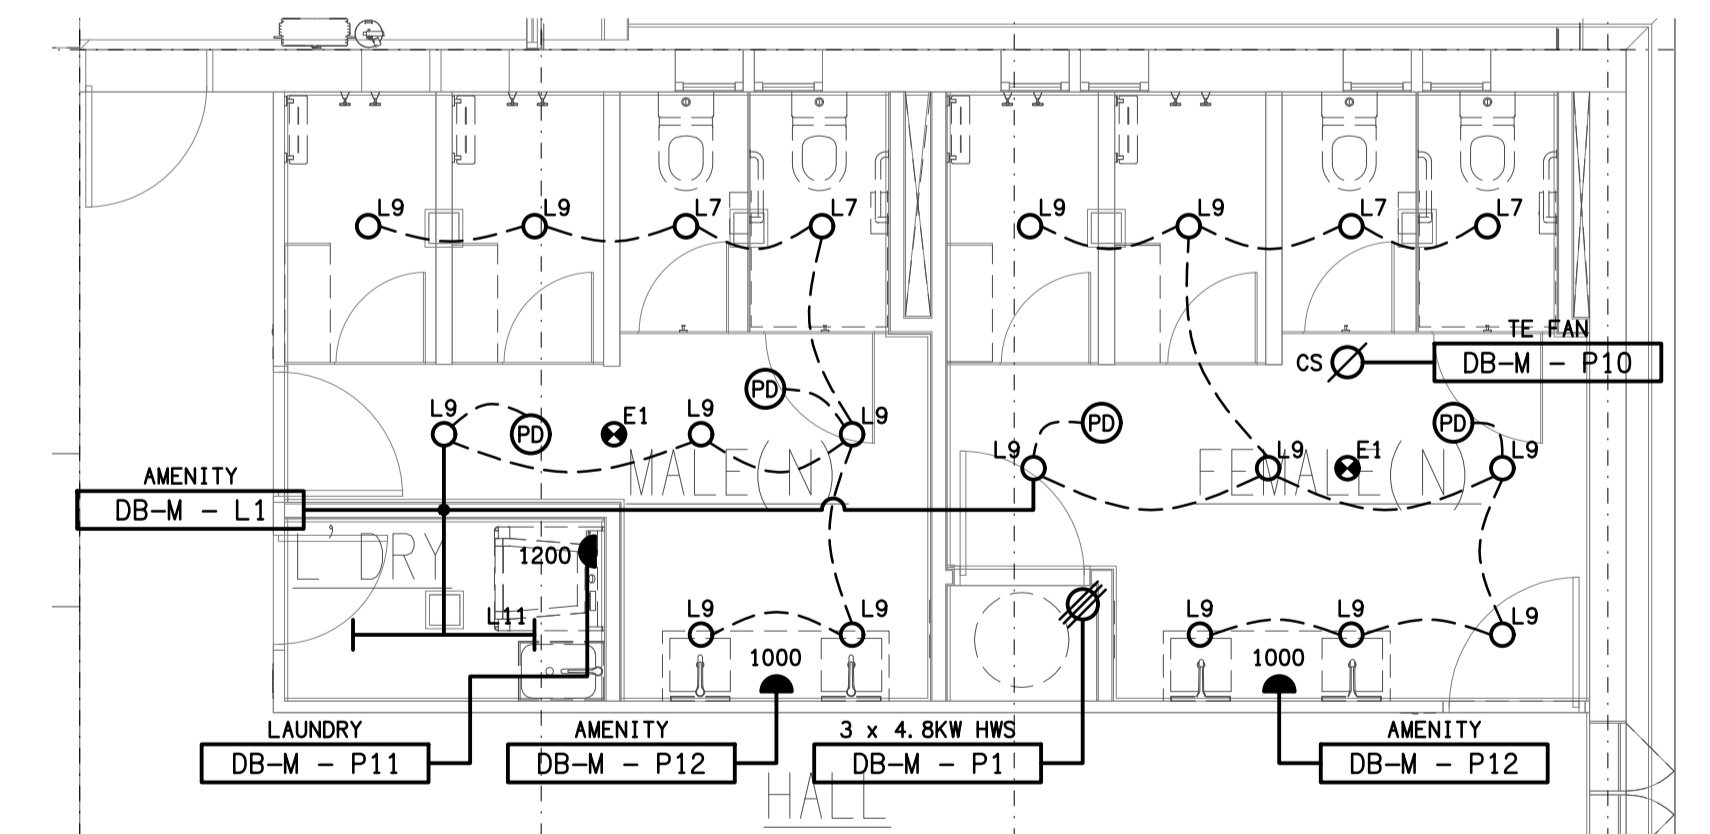 L9 L9 L7 L7 L9 L9 L7 L7
TE FAN
CS DB-M - P10
PD
L9 PD E1 L9 L9 PD PD
L9 L9 E1 L9
MALE(N) FEMALE(N)
AMENITY
DB-M - L1
L'DRY 1200
L11 L9 L9 L9 L9 L9
1000 1000
LAUNDRY AMENITY 3 x 4.8KW HWS AMENITY
DB-M - P11 DB-M - P12 DB-M - P1 DB-M - P12
HALL